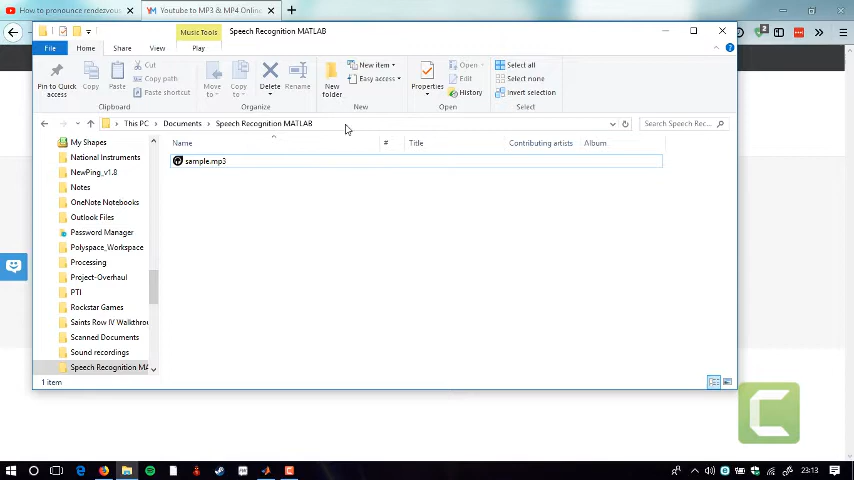 How to pronounce rendezvous
Youtube to MP3 & MP4 Online
Music Tools
Speech Recognition MATLAB
File
Home
Share
View
Play
Pin to Quick access
Copy
Paste
Cut
Copy path
Paste shortcut
Clipboard
Move to
Copy to
Delete
Rename
Organize
New folder
New item
Easy access
New
Properties
Open
Edit
History
Open
Select all
Select none
Invert selection
Select
This PC > Documents > Speech Recognition MATLAB
Search Speech Rec...
Name
#
Title
Contributing artists
Album
sample.mp3
My Shapes
National Instruments
NewPing_v1.8
Notes
OneNote Notebooks
Outlook Files
Password Manager
Polyspace_Workspace
Processing
Project-Overhaul
PTI
Rockstar Games
Saints Row IV Walkthro
Scanned Documents
Sound recordings
Speech Recognition MA
1 item
23:13